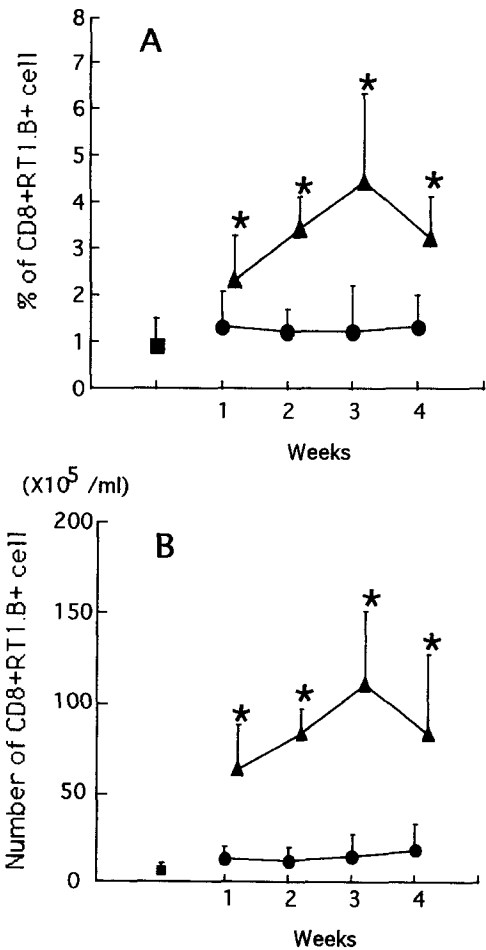 A
% of CD8+RT1.B+ cell
8
7
6
5
4
3
2
1
0
* * * *
1 2 3 4
Weeks
(X10⁵ /ml)
B
Number of CD8+RT1.B+ cell
200
150
100
50
0
* * * *
1 2 3 4
Weeks